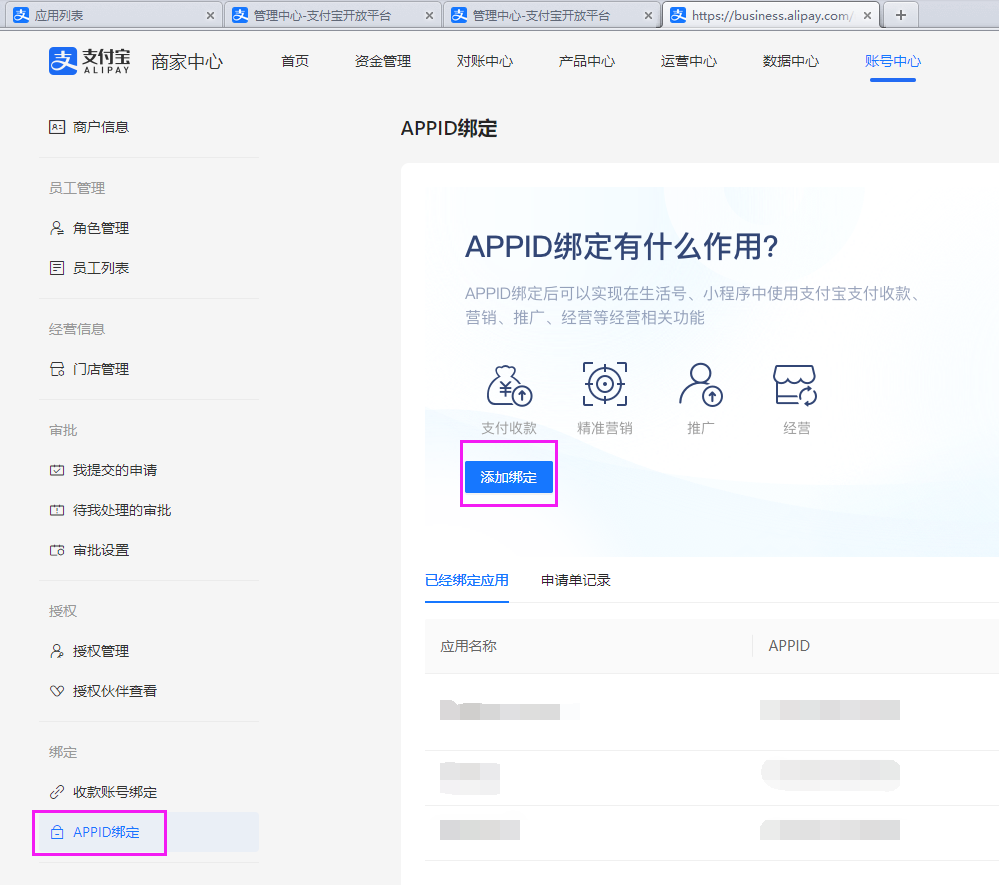 应用列表
管理中心-支付宝开放平台
管理中心-支付宝开放平台
https://business.alipay.com/
支付宝
ALIPAY
商家中心
首页
资金管理
对账中心
产品中心
运营中心
数据中心
账号中心
商户信息
员工管理
角色管理
员工列表
经营信息
门店管理
审批
我提交的申请
待我处理的审批
审批设置
授权
授权管理
授权伙伴查看
绑定
收款账号绑定
APPID绑定
APPID绑定
APPID绑定有什么作用?
APPID绑定后可以实现在生活号、小程序中使用支付宝支付收款、
营销、推广、经营等经营相关功能
支付收款
精准营销
推广
经营
添加绑定
已经绑定应用
申请单记录
应用名称
APPID